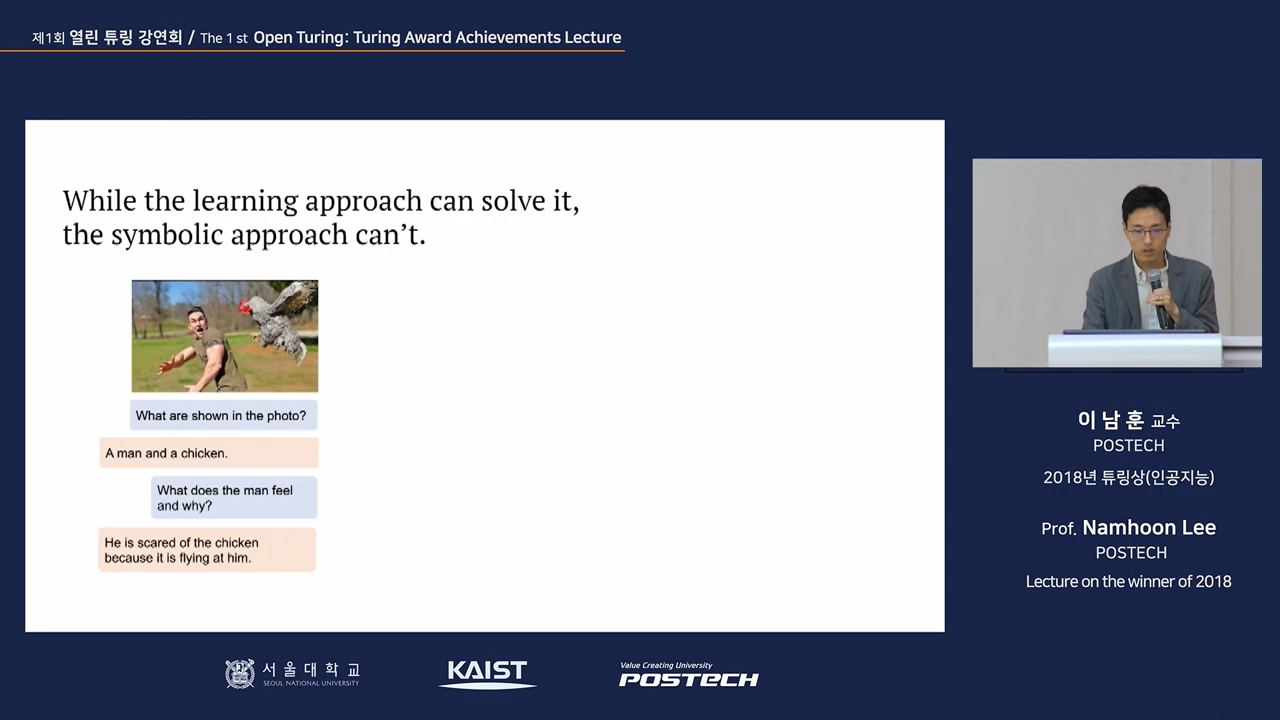 제1회 열린 튜링 강연회 / The 1 st Open Turing: Turing Award Achievements Lecture
While the learning approach can solve it,
the symbolic approach can't.
What are shown in the photo?
A man and a chicken.
What does the man feel
and why?
He is scared of the chicken
because it is flying at him.
이 남 훈 교수
POSTECH
2018년 튜링상(인공지능)
Prof. Namhoon Lee
POSTECH
Lecture on the winner of 2018
서울대학교
SEOUL NATIONAL UNIVERSITY
KAIST
Value Creating University
POSTECH